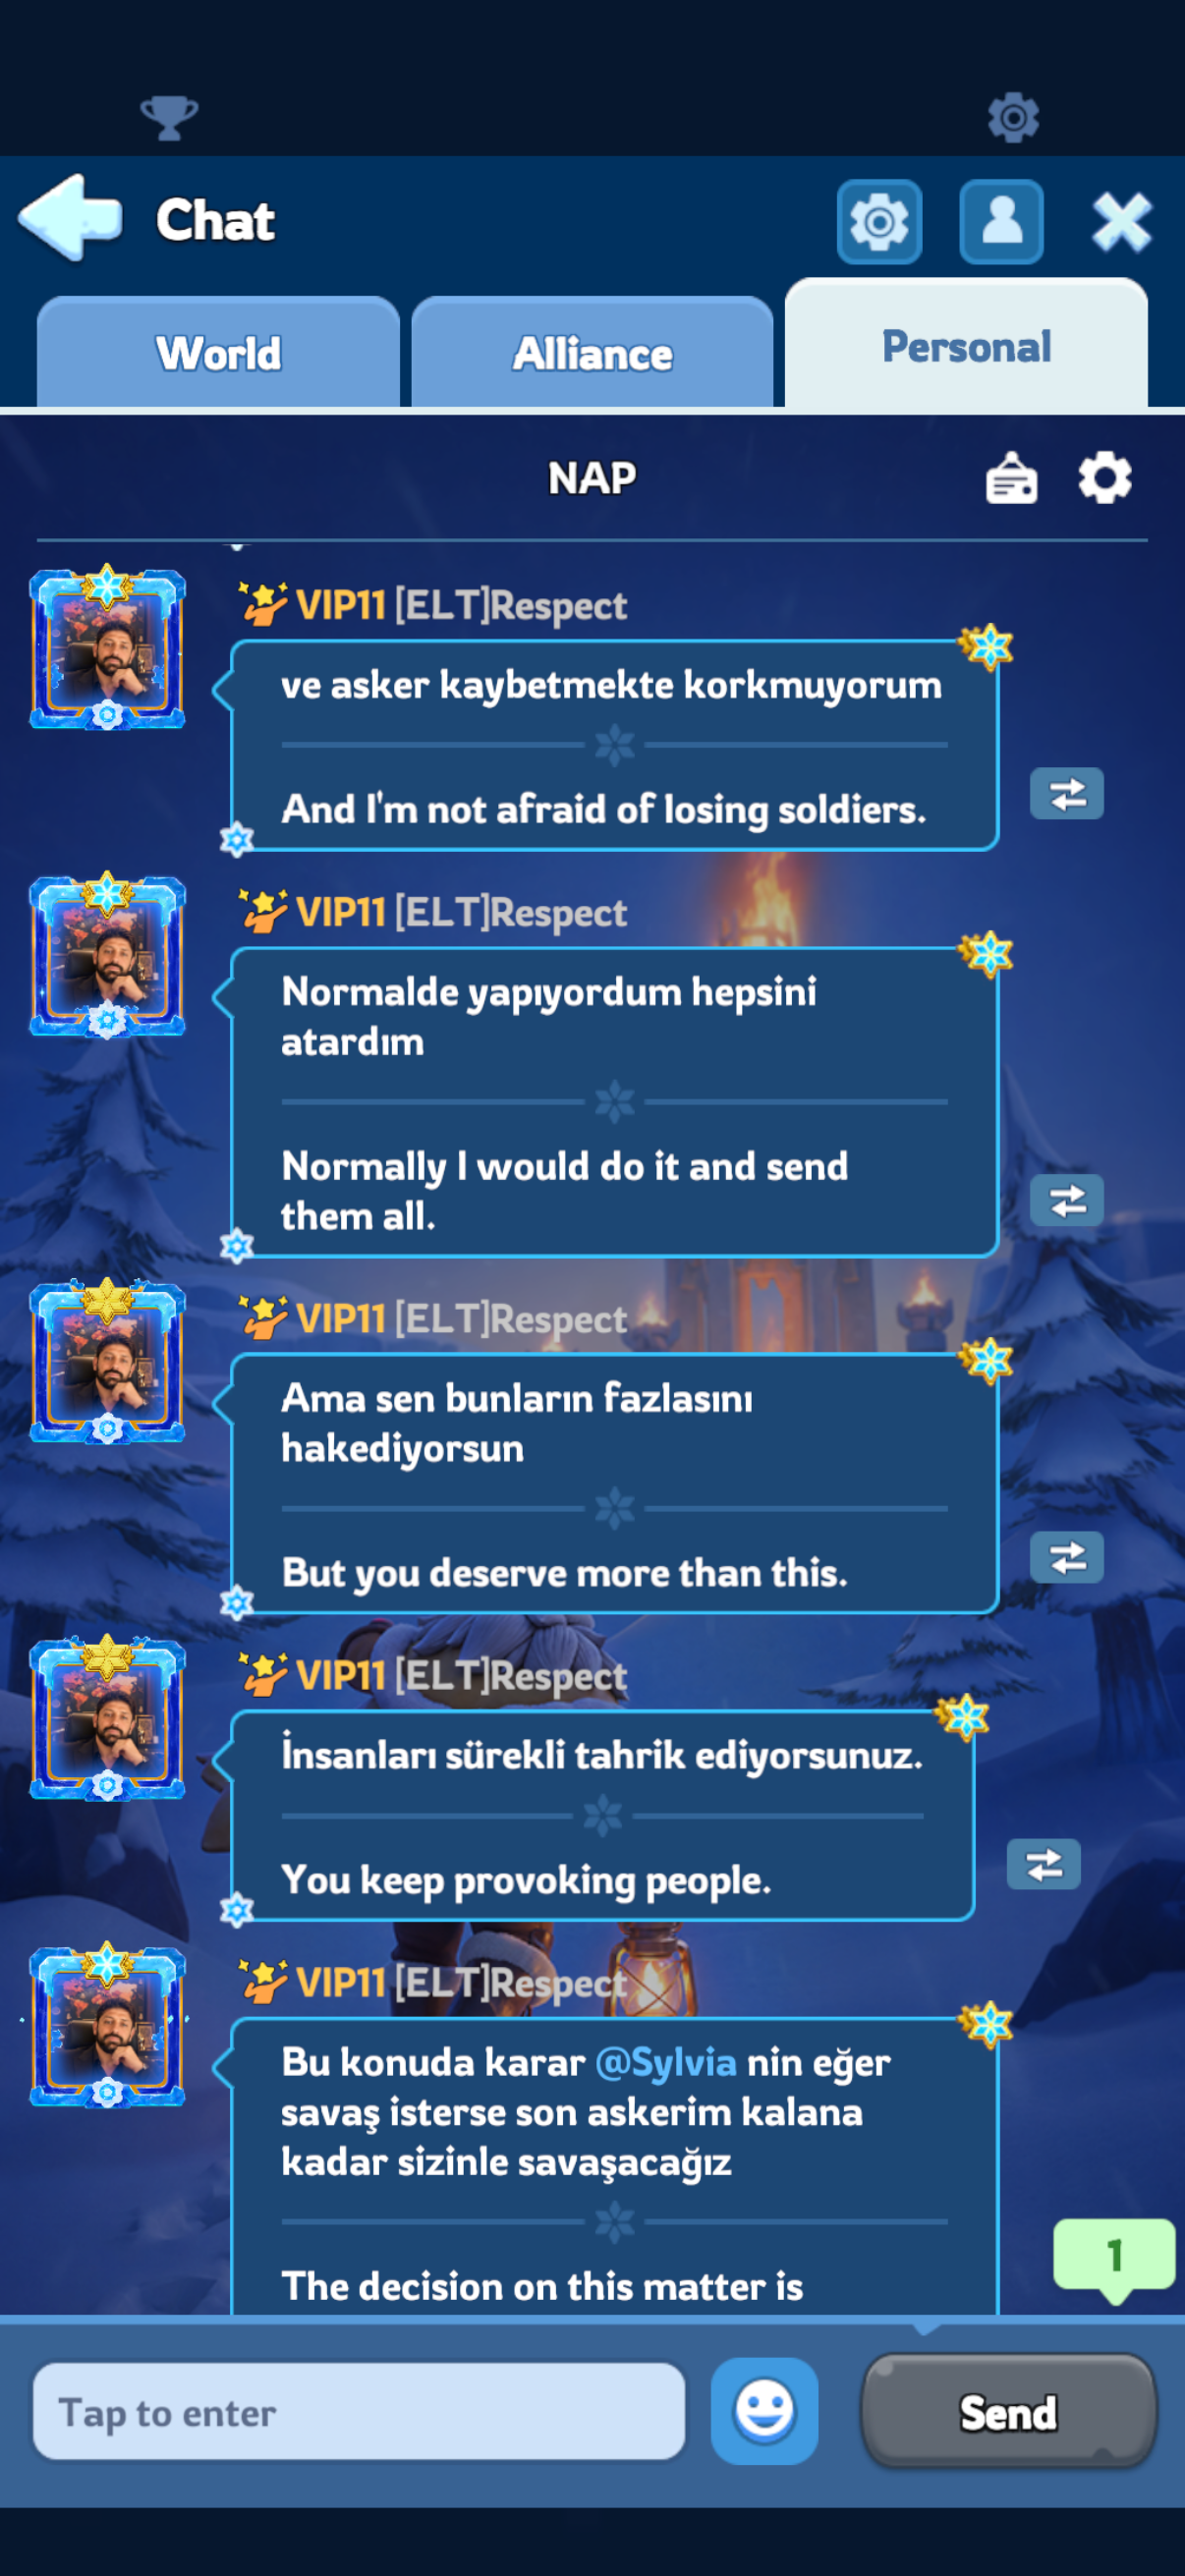 Chat
World
Alliance
Personal
NAP
VIP11 [ELT]Respect
ve asker kaybetmekte korkmuyorum
And I'm not afraid of losing soldiers.
VIP11 [ELT]Respect
Normalde yapıyordum hepsini
atardım
Normally I would do it and send
them all.
VIP11 [ELT]Respect
Ama sen bunların fazlasını
hakediyorsun
But you deserve more than this.
VIP11 [ELT]Respect
İnsanları sürekli tahrik ediyorsunuz.
You keep provoking people.
VIP11 [ELT]Respect
Bu konuda karar @Sylvia nin eğer
savaş isterse son askerim kalana
kadar sizinle savaşacağız
The decision on this matter is
1
Tap to enter
Send